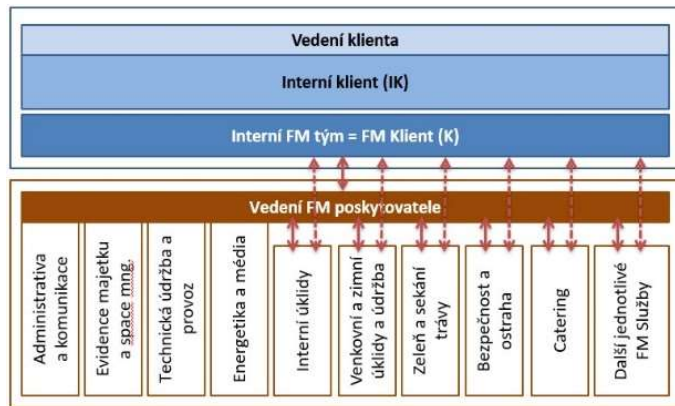 Vedení klienta
Interní klient (IK)
Interní FM tým = FM Klient (K)
Vedení FM poskytovatele
Administrativa
a komunikace
Evidence majetku
a space mng.
Technická údržba a
provoz
Energetika a média
Interní úklidy
Venkovní a zimní
úklidy a údržba
Zeleň a sekání
trávy
Bezpečnost a
ostraha
Catering
Další jednotlivé
FM Služby